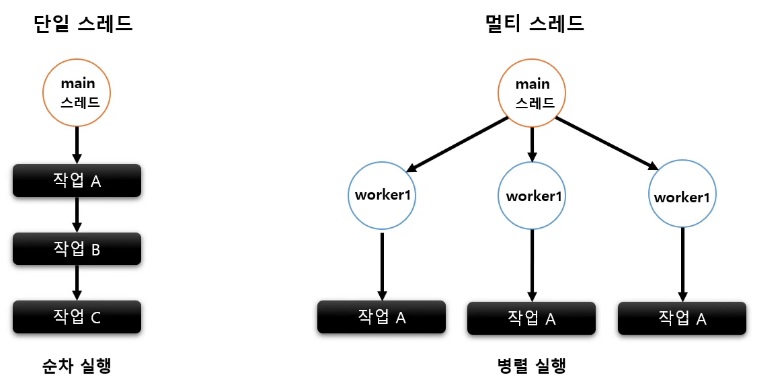 단일 스레드
멀티 스레드
main
스레드
작업 A
작업 B
작업 C
순차 실행
main
스레드
worker1
worker1
worker1
작업 A
작업 A
작업 A
병렬 실행